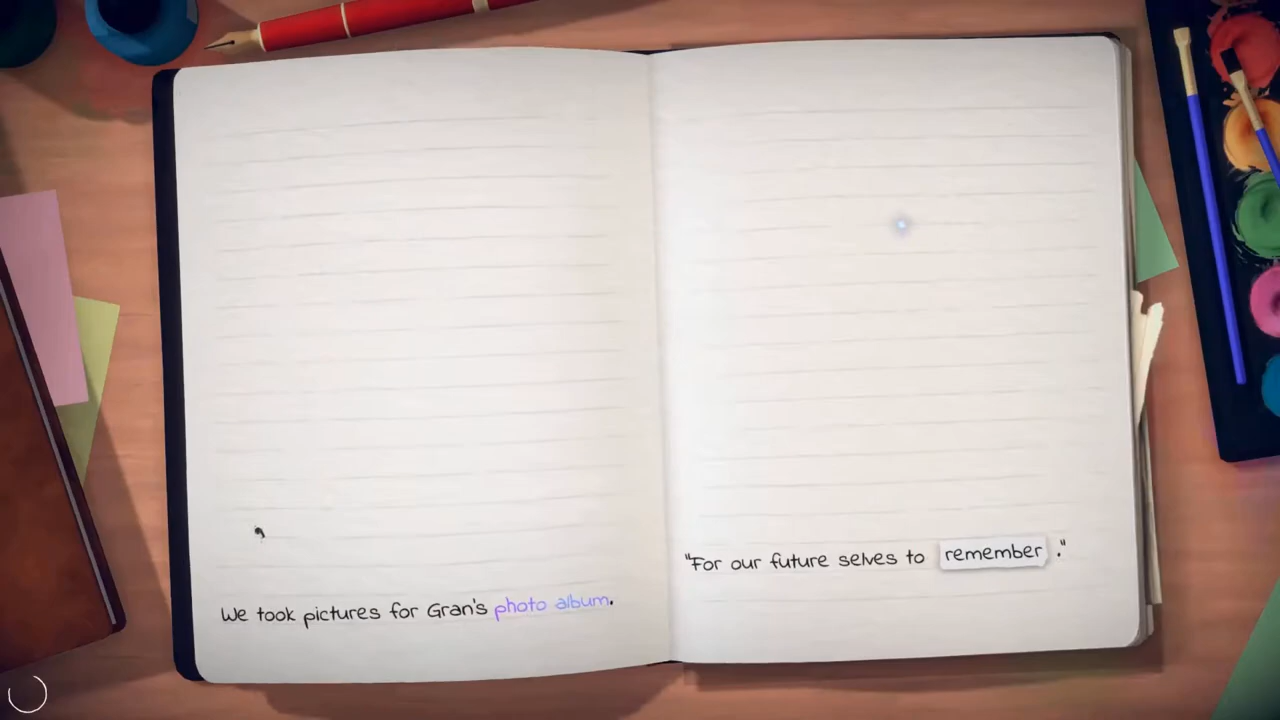 We took pictures for Gran's photo album.
"For our future selves to remember ."